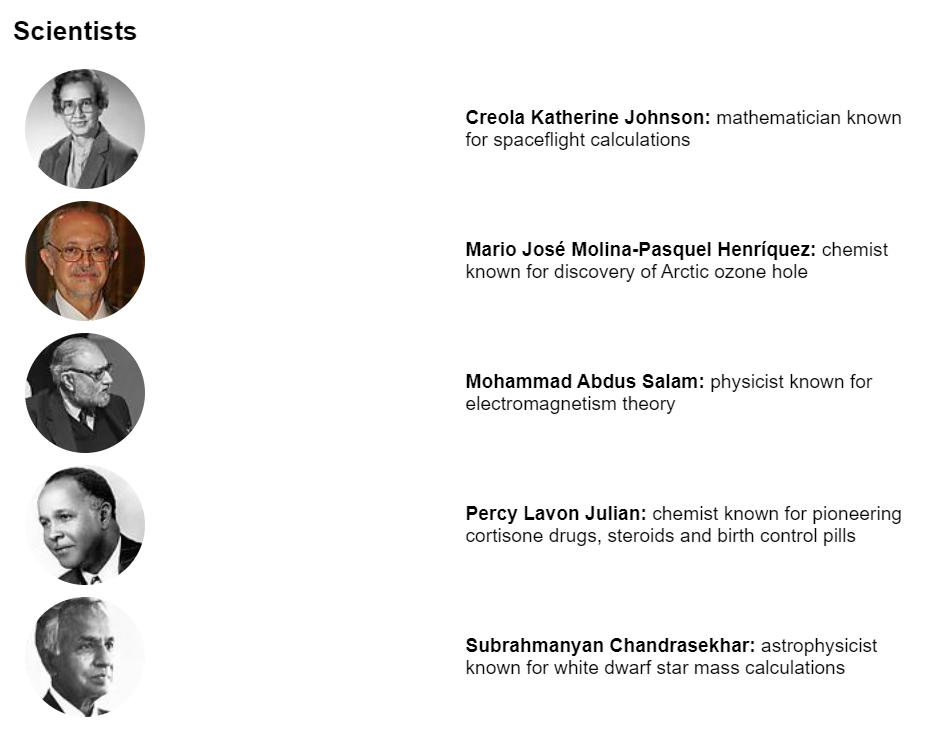 Scientists
Creola Katherine Johnson: mathematician known
for spaceflight calculations
Mario José Molina-Pasquel Henríquez: chemist
known for discovery of Arctic ozone hole
Mohammad Abdus Salam: physicist known for
electromagnetism theory
Percy Lavon Julian: chemist known for pioneering
cortisone drugs, steroids and birth control pills
Subrahmanyan Chandrasekhar: astrophysicist
known for white dwarf star mass calculations